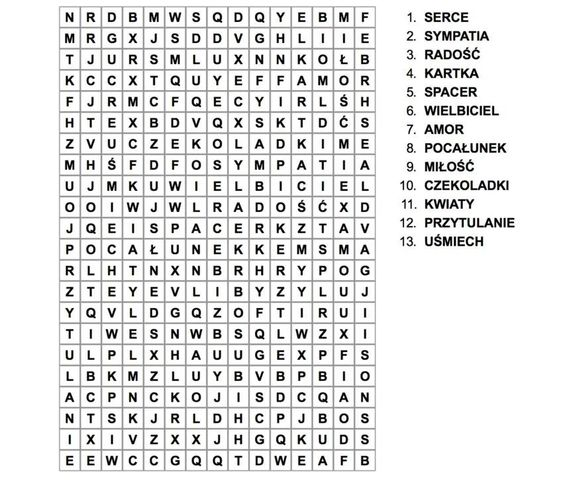 N R D B M W S Q D Q Y E B M F
M R G X J S D D V G H L I I E
T J U R S M L U X N N K O Ł B
K C C X T Q U Y E F F A M O R
F J R M C F Q E C Y I R L Ś H
H T E X B D V Q X S K T D Ć S
Z V U C Z E K O L A D K I M E
M H Ś F D F O S Y M P A T I A
U J M K U W I E L B I C I E L
O O I W J W L R A D O Ś Ć X D
J Q E I S P A C E R K Z T A V
P O C A Ł U N E K K E M S M A
R L H T N X N B R H R Y P O G
Z T E Y E V L I B Y Z Y L U J
Y Q V L D G Q Z O F T I R U I
T I W E S N W B S Q L W Z X I
U L P L X H A U U G E X P F S
L B K M Z L U Y B V B P B I O
A C P N C K O J I S D C Q A N
N T S K J R L D H C P J B O S
I X I V Z X X J H G Q K U D S
E E W C C G Q Q T D W E A F B
1. SERCE
2. SYMPATIA
3. RADOŚĆ
4. KARTKA
5. SPACER
6. WIELBICIEL
7. AMOR
8. POCAŁUNEK
9. MIŁOŚĆ
10. CZEKOLADKI
11. KWIATY
12. PRZYTULANIE
13. UŚMIECH